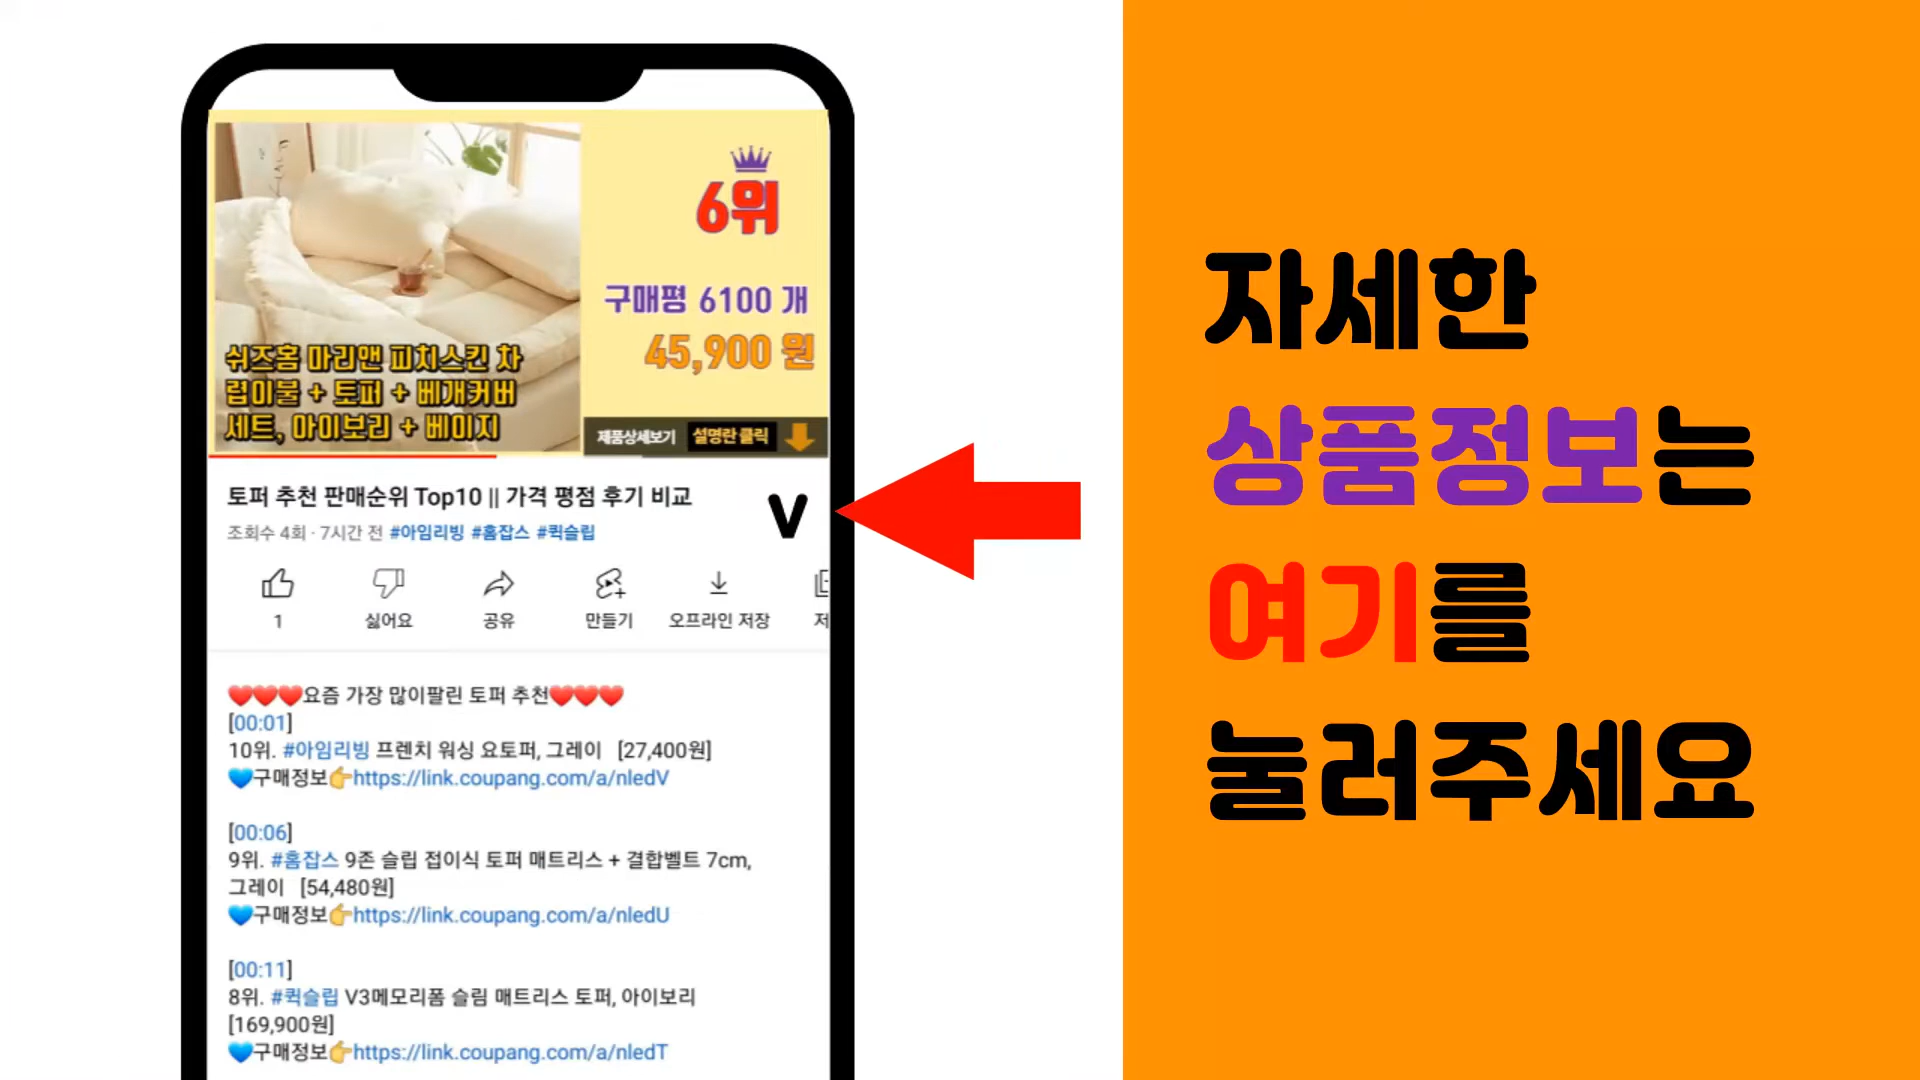 6위
구매평 6100 개
45,900 원
쉬즈홈 마리앤 피치스킨 차
렵이불 + 토퍼 + 베개커버
세트, 아이보리 + 베이지
제품상세보기 설명란 클릭
토퍼 추천 판매순위 Top10 || 가격 평점 후기 비교
V
조회수 4회 · 7시간 전 #아임리빙 #홈잡스 #퀵슬립
1 싫어요 공유 만들기 오프라인 저장 저
❤️❤️❤️요즘 가장 많이팔린 토퍼 추천❤️❤️❤️
[00:01]
10위. #아임리빙 프렌치 워싱 요토퍼, 그레이 [27,400원]
💙구매정보👉https://link.coupang.com/a/nledV
[00:06]
9위. #홈잡스 9존 슬립 접이식 토퍼 매트리스 + 결합벨트 7cm,
그레이 [54,480원]
💙구매정보👉https://link.coupang.com/a/nledU
[00:11]
8위. #퀵슬립 V3메모리폼 슬림 매트리스 토퍼, 아이보리
[169,900원]
💙구매정보👉https://link.coupang.com/a/nledT
자세한
상품정보는
여기를
눌러주세요